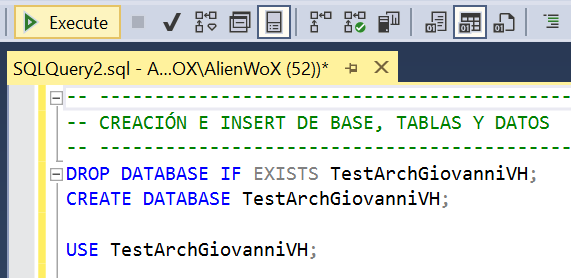 Execute
SQLQuery2.sql - A...OX\AlienWoX (52))*
-- --------------------------------------------
-- CREACIÓN E INSERT DE BASE, TABLAS Y DATOS
-- --------------------------------------------
DROP DATABASE IF EXISTS TestArchGiovanniVH;
CREATE DATABASE TestArchGiovanniVH;
USE TestArchGiovanniVH;